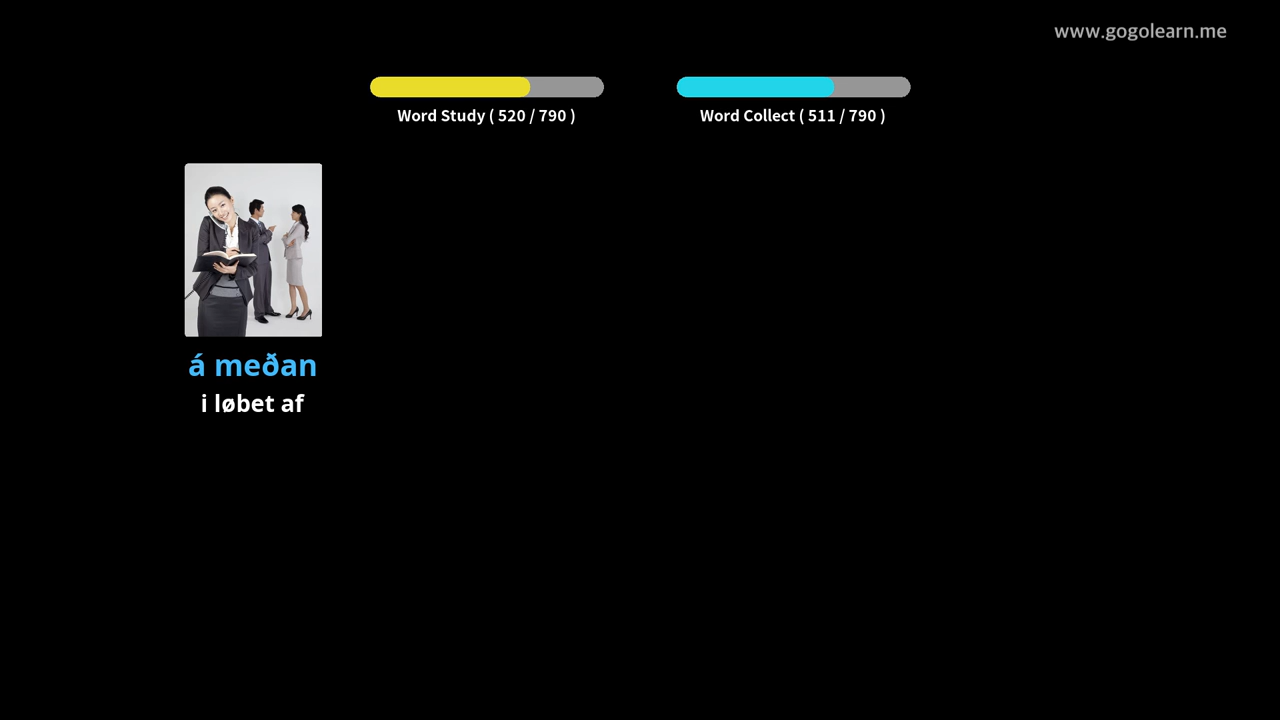 www.gogolearn.me
Word Study ( 520 / 790 )
Word Collect ( 511 / 790 )
á meðan
i løbet af